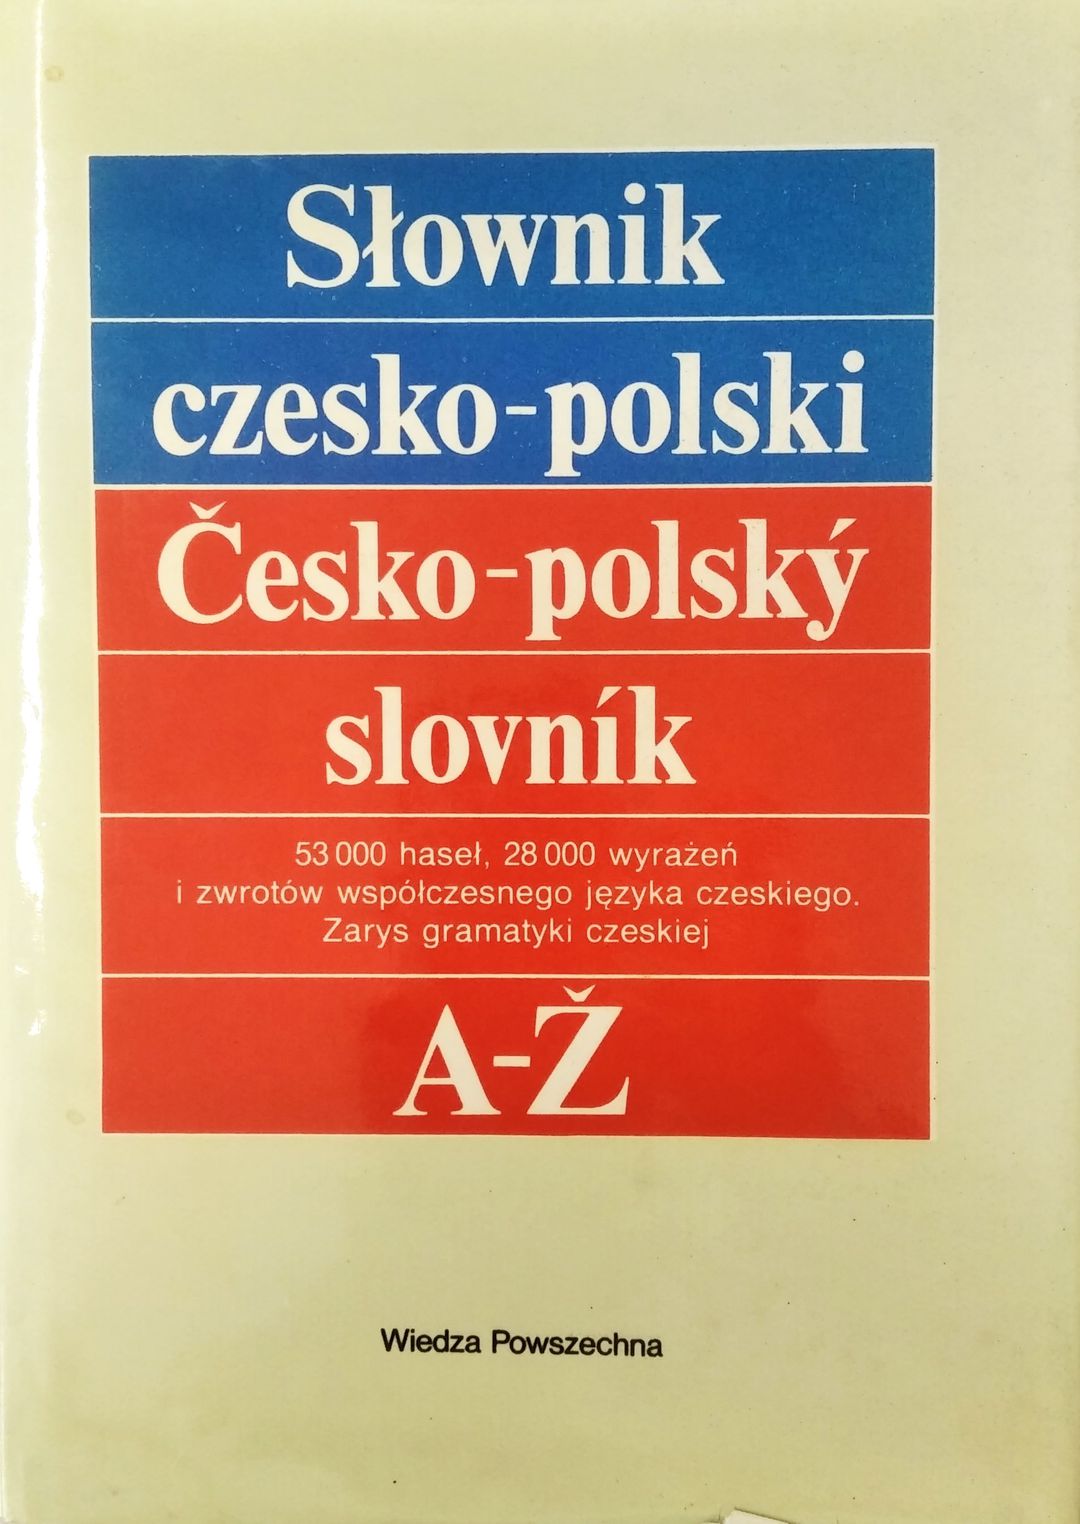 Słownik
czesko-polski
Česko-polský
slovník
53 000 haseł, 28 000 wyrażeń
i zwrotów współczesnego języka czeskiego.
Zarys gramatyki czeskiej
A-Ž
Wiedza Powszechna